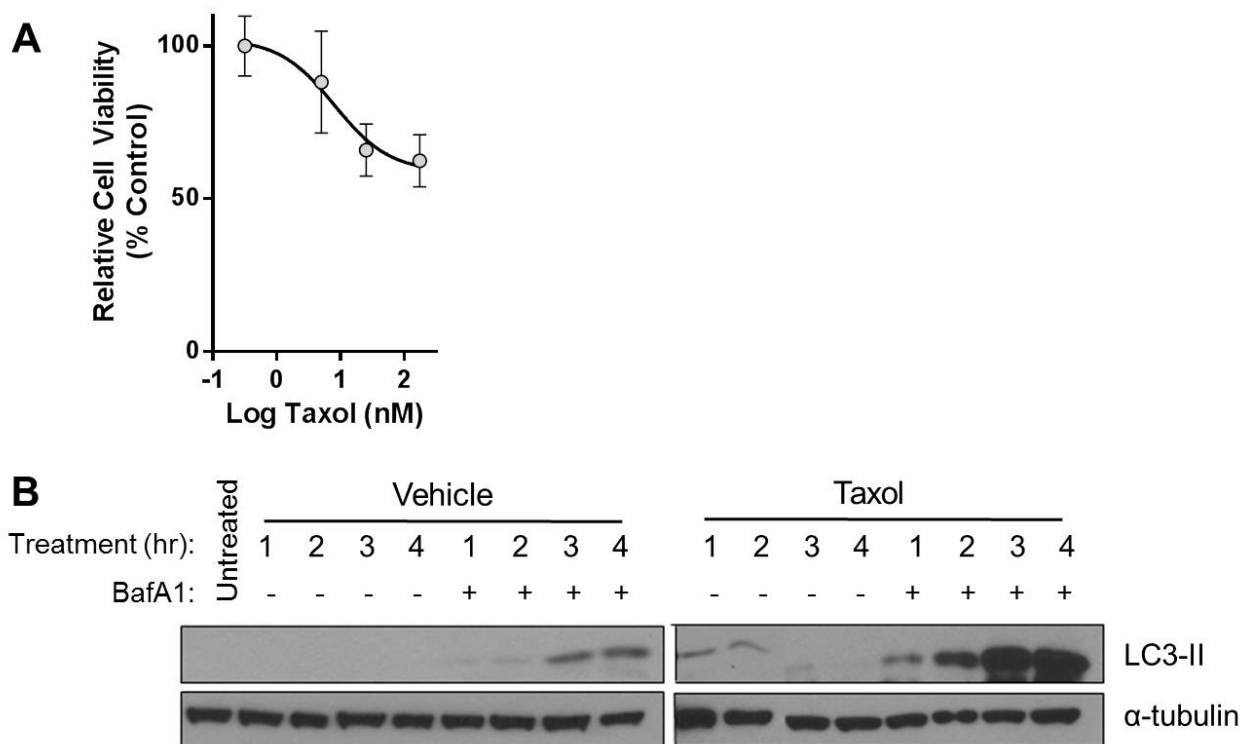 A
Relative Cell Viability
(% Control)
100
50
0
-1 0 1 2
Log Taxol (nM)
B
Untreated
Vehicle
Taxol
Treatment (hr): 1 2 3 4 1 2 3 4 1 2 3 4 1 2 3 4
BafA1: - - - - + + + + - - - - + + + +
LC3-II
α-tubulin